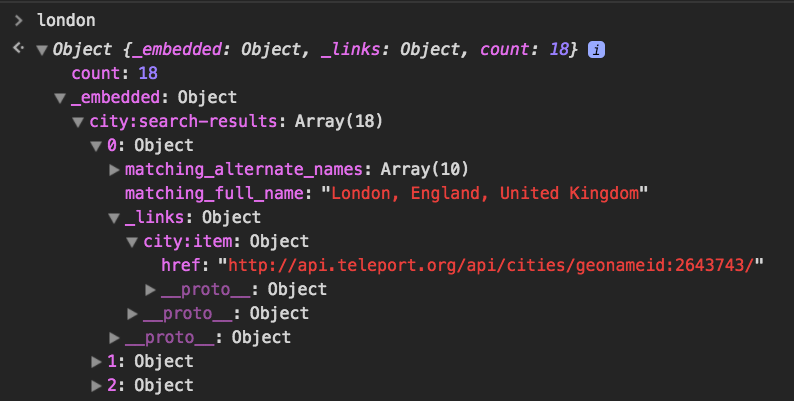 > london
Object {_embedded: Object, _links: Object, count: 18} i
count: 18
_embedded: Object
city:search-results: Array(18)
0: Object
matching_alternate_names: Array(10)
matching_full_name: "London, England, United Kingdom"
_links: Object
city:item: Object
href: "http://api.teleport.org/api/cities/geonameid:2643743/"
__proto__: Object
__proto__: Object
__proto__: Object
1: Object
2: Object